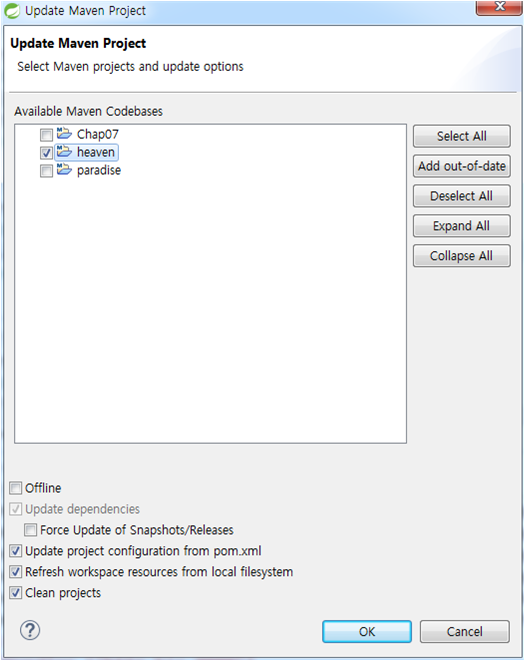 Update Maven Project
Update Maven Project
Select Maven projects and update options
Available Maven Codebases
Chap07
heaven
paradise
Select All
Add out-of-date
Deselect All
Expand All
Collapse All
Offline
Update dependencies
Force Update of Snapshots/Releases
Update project configuration from pom.xml
Refresh workspace resources from local filesystem
Clean projects
?
OK
Cancel